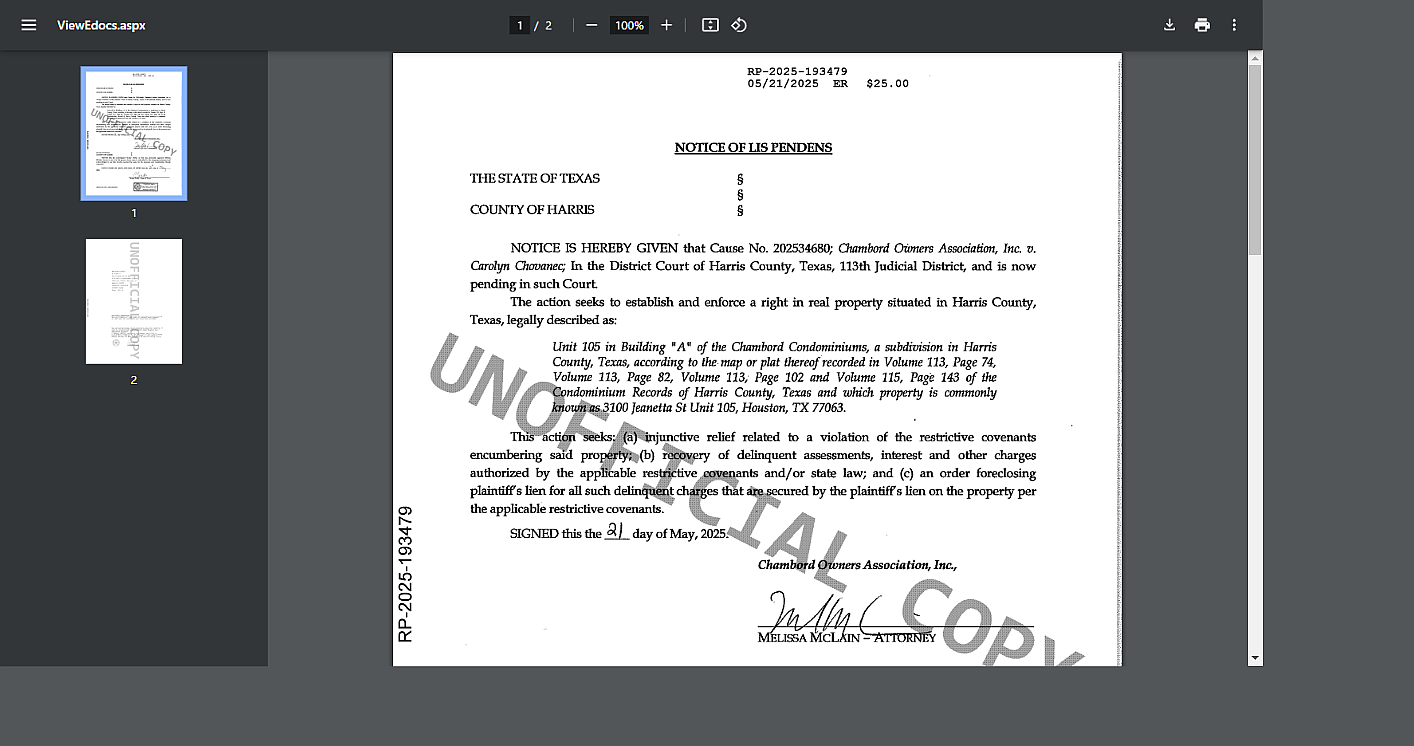 ViewEdocs.aspx
1 / 2
100%
1
2
RP-2025-193479
05/21/2025 ER $25.00
NOTICE OF LIS PENDENS
THE STATE OF TEXAS §
§
COUNTY OF HARRIS §
NOTICE IS HEREBY GIVEN that Cause No. 202534680; Chambord Owners Association, Inc. v.
Carolyn Chovanec; In the District Court of Harris County, Texas, 113th Judicial District, and is now
pending in such Court.
The action seeks to establish and enforce a right in real property situated in Harris County,
Texas, legally described as:
Unit 105 in Building "A" of the Chambord Condominiums, a subdivision in Harris
County, Texas, according to the map or plat thereof recorded in Volume 113, Page 74,
Volume 113, Page 82, Volume 113, Page 102 and Volume 115, Page 143 of the
Condominium Records of Harris County, Texas and which property is commonly
known as 3100 Jeanetta St Unit 105, Houston, TX 77063.
This action seeks: (a) injunctive relief related to a violation of the restrictive covenants
encumbering said property; (b) recovery of delinquent assessments, interest and other charges
authorized by the applicable restrictive covenants and/or state law; and (c) an order foreclosing
plaintiff's lien for all such delinquent charges that are secured by the plaintiff's lien on the property per
the applicable restrictive covenants.
SIGNED this the 21 day of May, 2025.
Chambord Owners Association, Inc.,
MELISSA MCLAIN – ATTORNEY
RP-2025-193479
UNOFFICIAL COPY
UNOFFICIAL COPY
UNOFFICIAL COPY